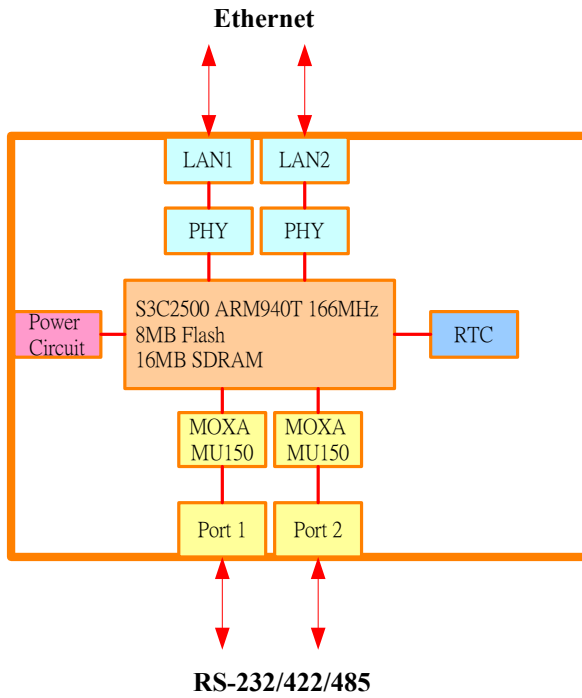 Ethernet
LAN1
LAN2
PHY
PHY
S3C2500 ARM940T 166MHz
8MB Flash
16MB SDRAM
Power
Circuit
RTC
MOXA
MU150
MOXA
MU150
Port 1
Port 2
RS-232/422/485